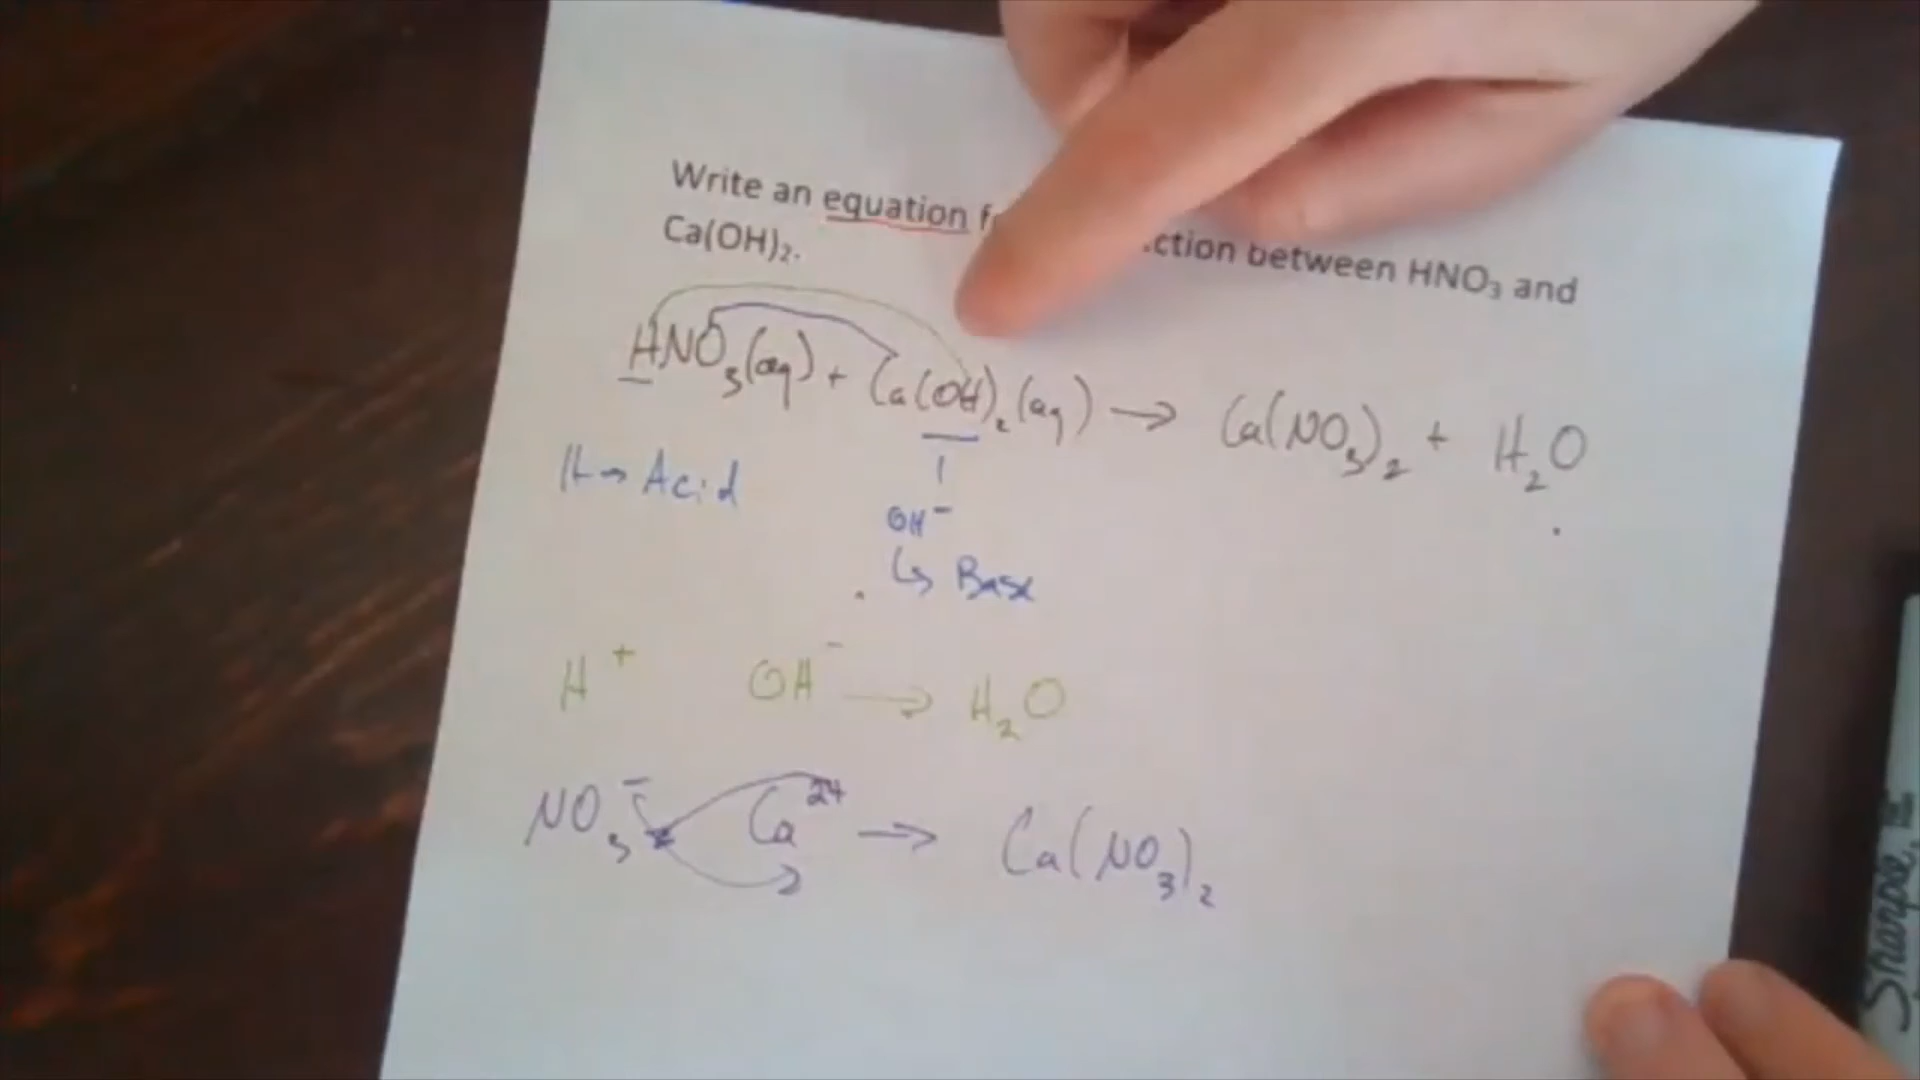 Write an equation f ction between HNO₃ and
Ca(OH)₂.
HNO₃(aq) + Ca(OH)₂(aq) → Ca(NO₃)₂ + H₂O
H → Acid
OH⁻
↳ Base
H⁺ OH⁻ → H₂O
NO₃⁻ Ca²⁺ → Ca(NO₃)₂
Sharpie